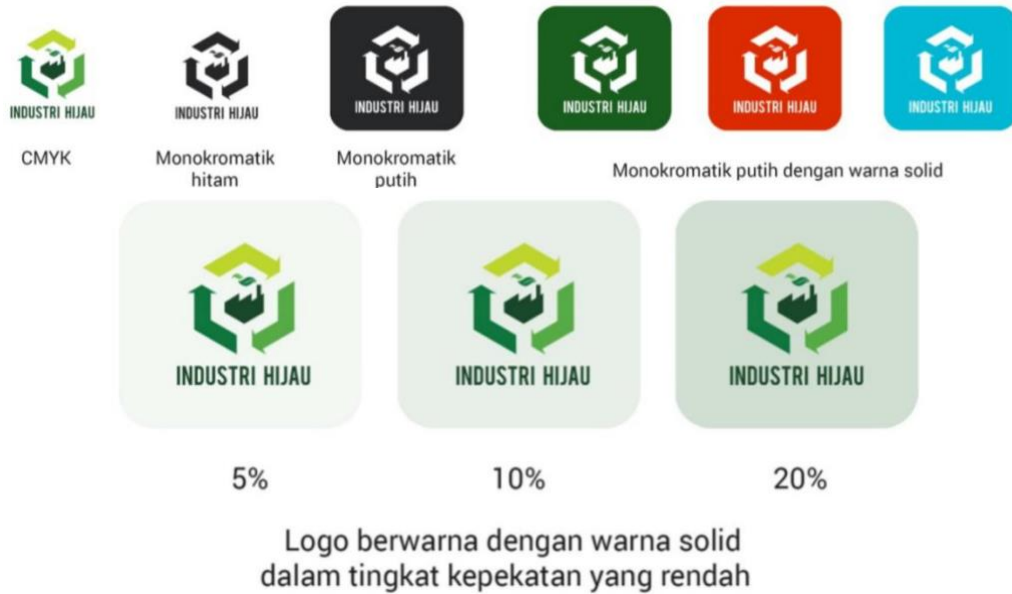 INDUSTRI HIJAU
INDUSTRI HIJAU
INDUSTRI HIJAU
INDUSTRI HIJAU
INDUSTRI HIJAU
INDUSTRI HIJAU
CMYK
Monokromatik
hitam
Monokromatik
putih
Monokromatik putih dengan warna solid
INDUSTRI HIJAU
INDUSTRI HIJAU
INDUSTRI HIJAU
5%
10%
20%
Logo berwarna dengan warna solid
dalam tingkat kepekatan yang rendah